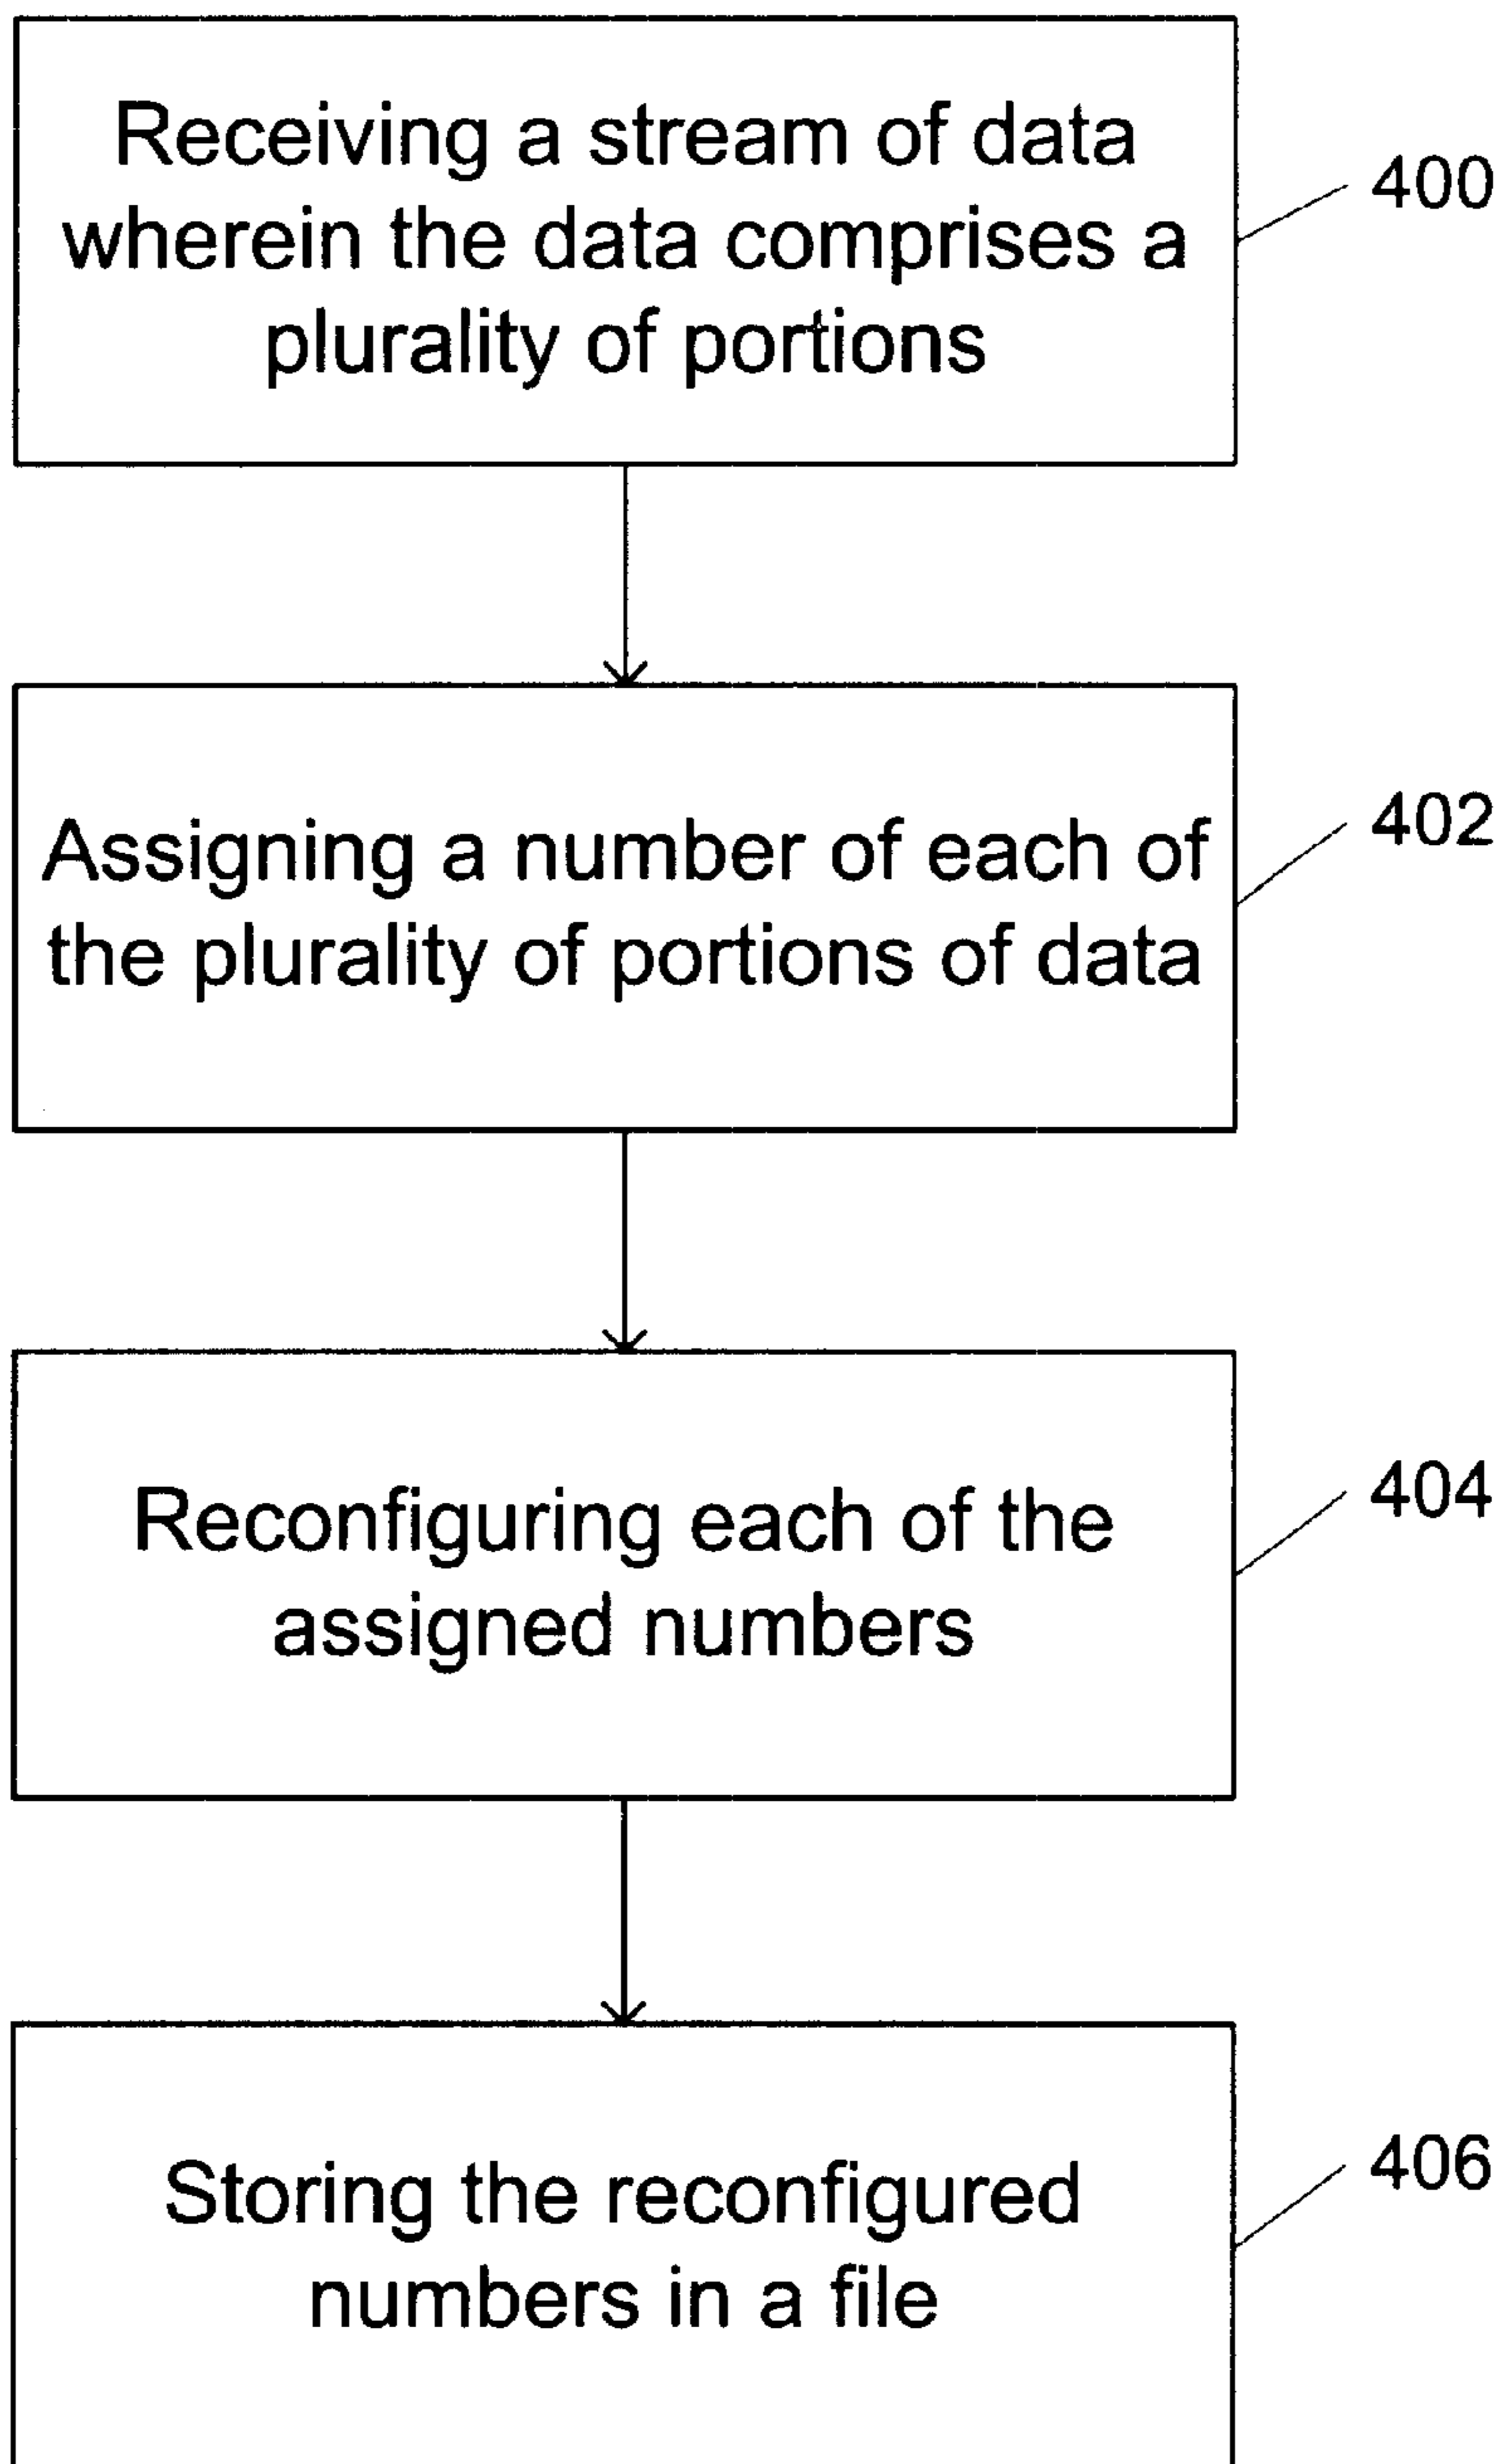 Receiving a stream of data
wherein the data comprises a
plurality of portions
400
Assigning a number of each of
the plurality of portions of data
402
Reconfiguring each of the
assigned numbers
404
Storing the reconfigured
numbers in a file
406